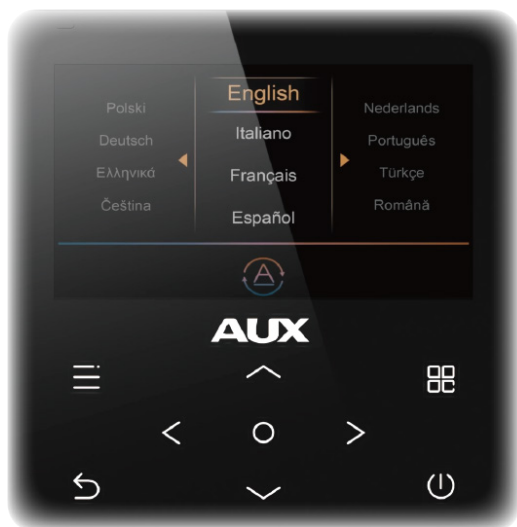 Polski
Deutsch
Ελληνικά
Čeština
English
Italiano
Français
Español
Nederlands
Português
Türkçe
Română
A
AUX